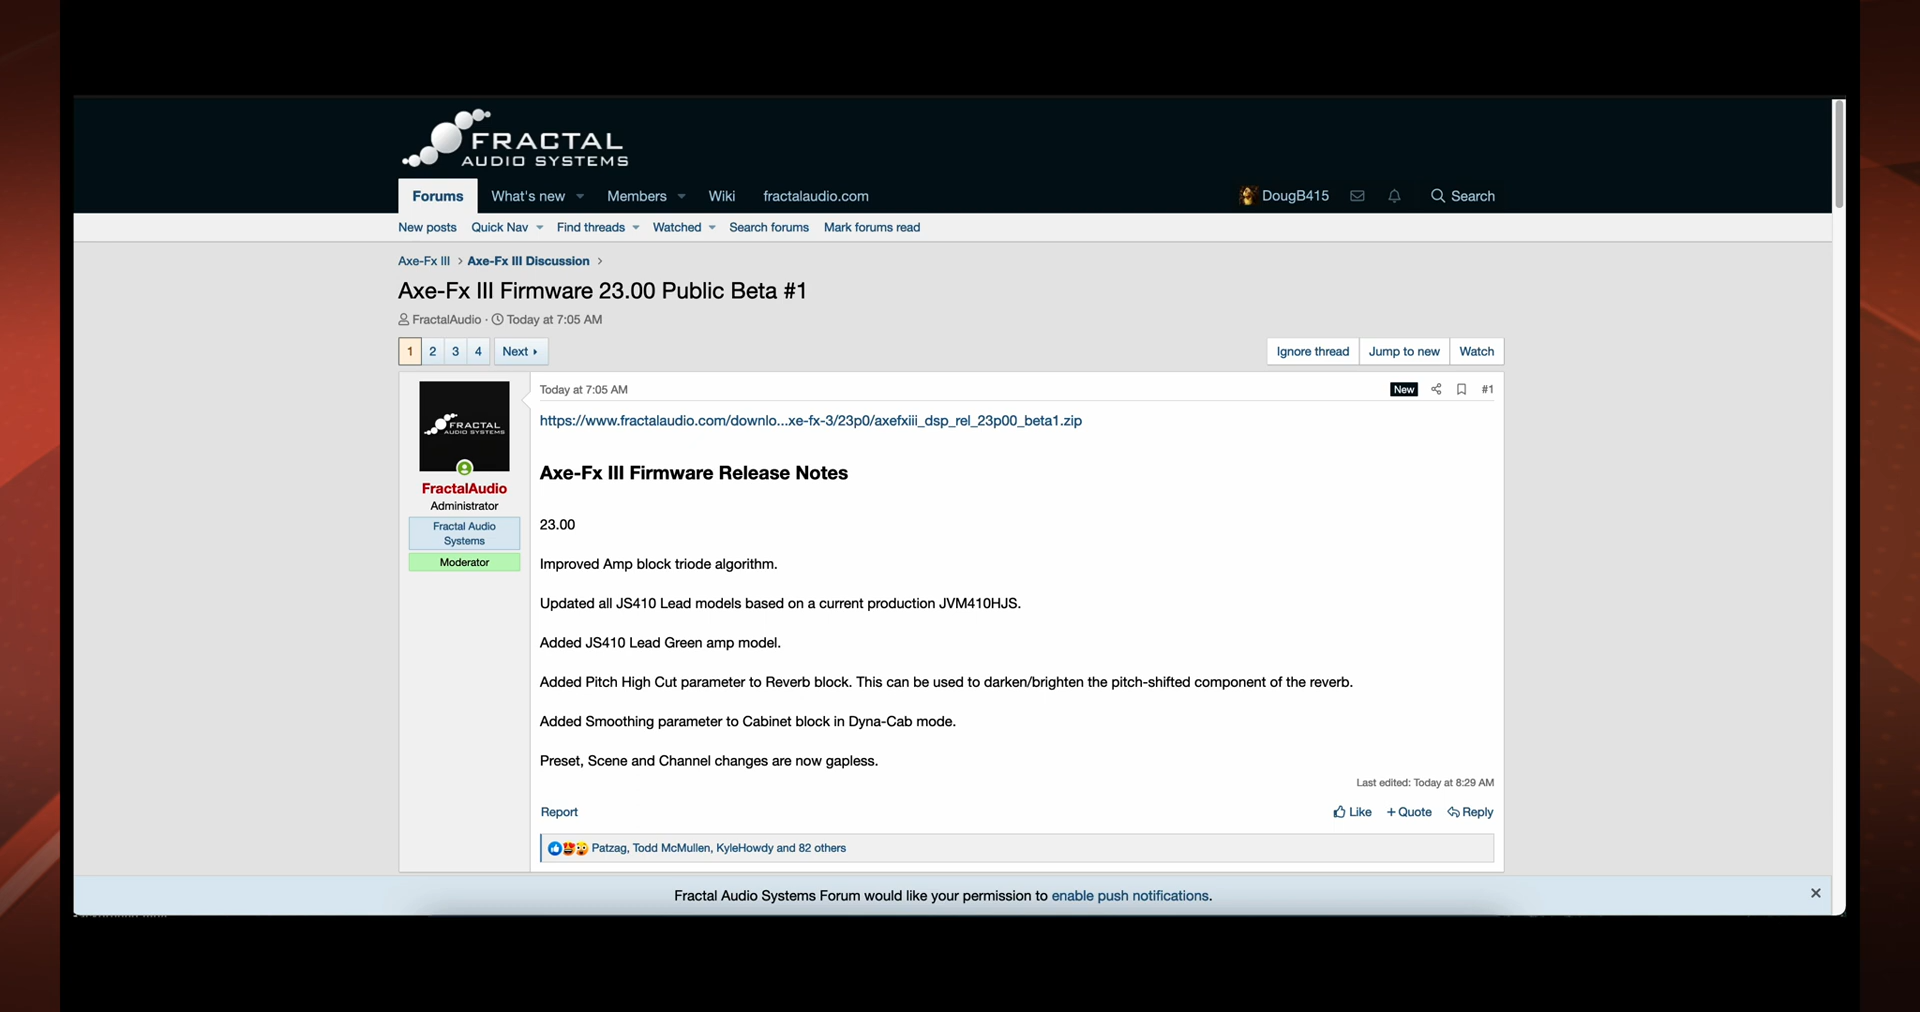 FRACTAL
AUDIO SYSTEMS
Forums What's new Members Wiki fractalaudio.com DougB415 Search
New posts Quick Nav Find threads Watched Search forums Mark forums read
Axe-Fx III > Axe-Fx III Discussion >
Axe-Fx III Firmware 23.00 Public Beta #1
FractalAudio · Today at 7:05 AM
1 2 3 4 Next Ignore thread Jump to new Watch
Today at 7:05 AM New #1
FRACTAL
AUDIO SYSTEMS
FractalAudio
Administrator
Fractal Audio
Systems
Moderator
https://www.fractalaudio.com/downlo...xe-fx-3/23p0/axefxiii_dsp_rel_23p00_beta1.zip
Axe-Fx III Firmware Release Notes
23.00
Improved Amp block triode algorithm.
Updated all JS410 Lead models based on a current production JVM410HJS.
Added JS410 Lead Green amp model.
Added Pitch High Cut parameter to Reverb block. This can be used to darken/brighten the pitch-shifted component of the reverb.
Added Smoothing parameter to Cabinet block in Dyna-Cab mode.
Preset, Scene and Channel changes are now gapless.
Last edited: Today at 8:29 AM
Report Like + Quote Reply
Patzag, Todd McMullen, KyleHowdy and 82 others
Fractal Audio Systems Forum would like your permission to enable push notifications.